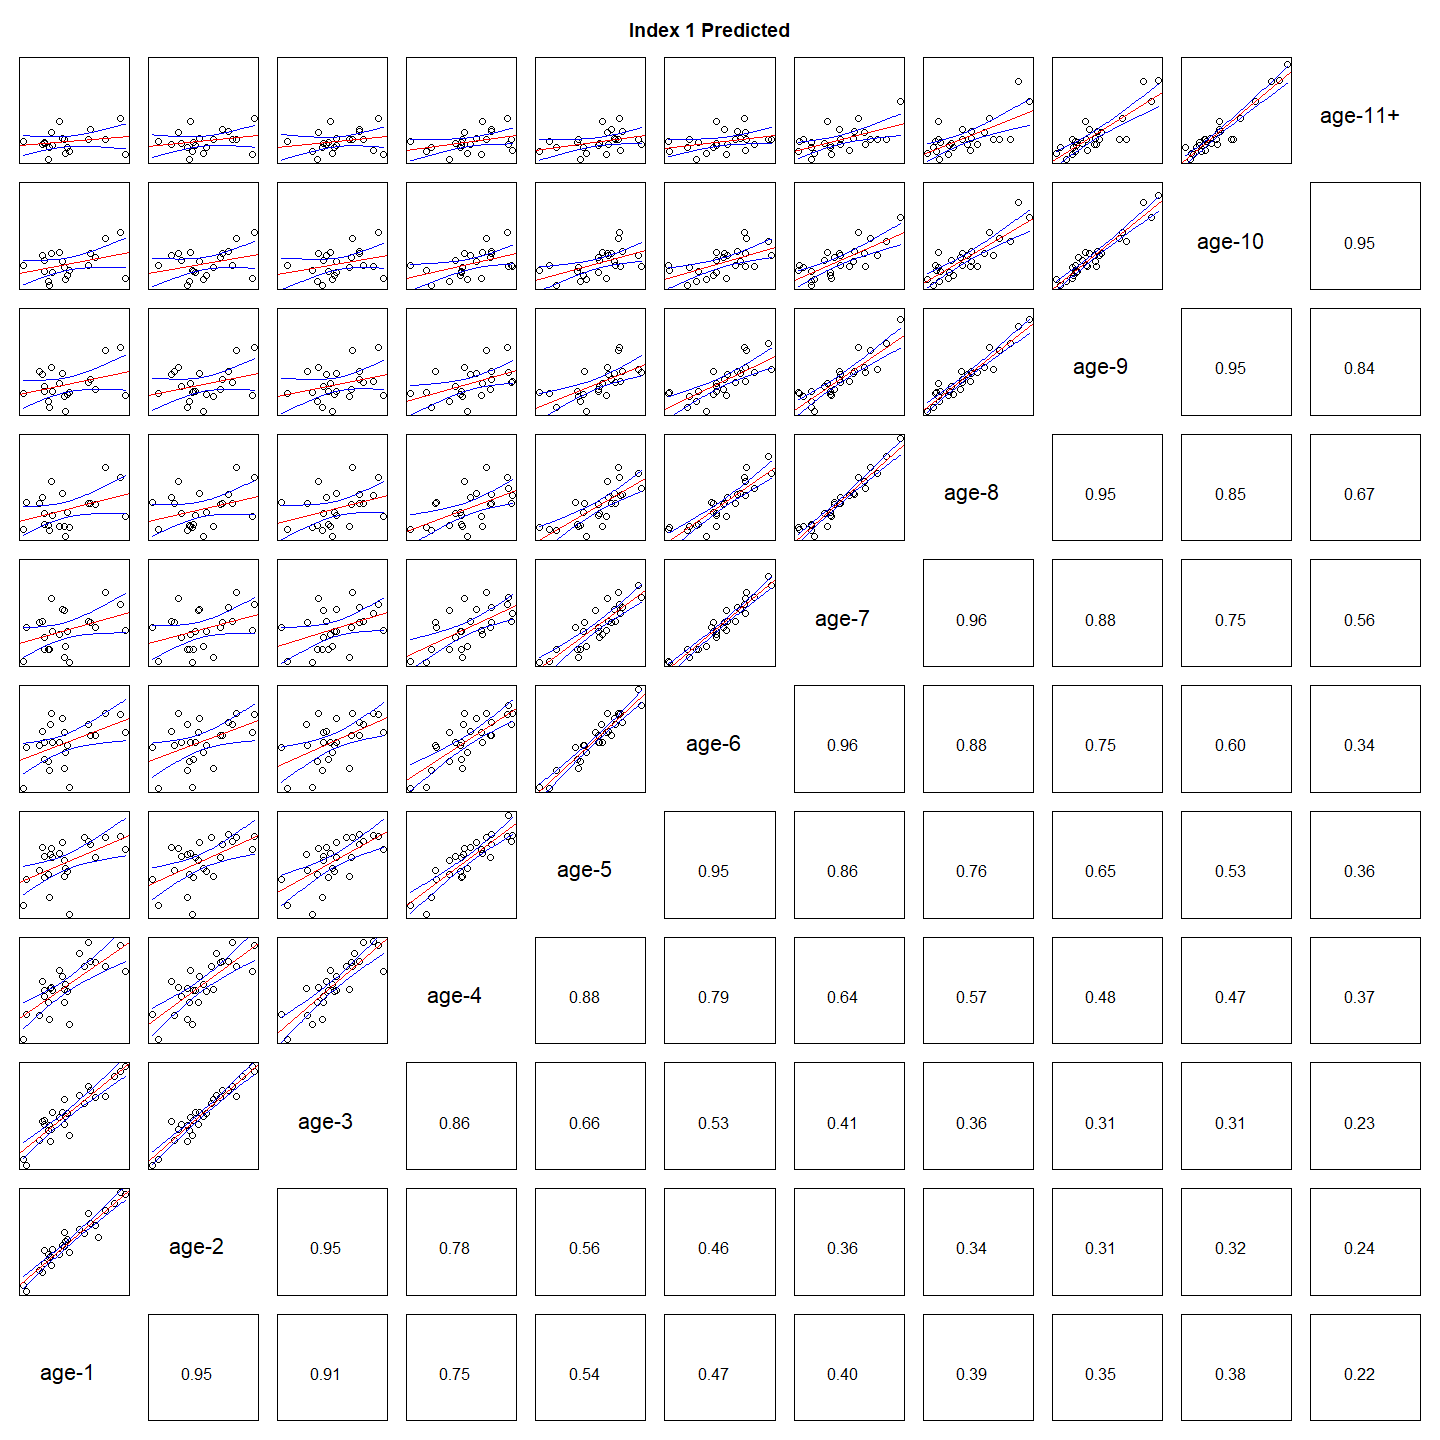 Index 1 Predicted
age-11+
age-10 0.95
age-9 0.95 0.84
age-8 0.95 0.85 0.67
age-7 0.96 0.88 0.75 0.56
age-6 0.96 0.88 0.75 0.60 0.34
age-5 0.95 0.86 0.76 0.65 0.53 0.36
age-4 0.88 0.79 0.64 0.57 0.48 0.47 0.37
age-3 0.86 0.66 0.53 0.41 0.36 0.31 0.31 0.23
age-2 0.95 0.78 0.56 0.46 0.36 0.34 0.31 0.32 0.24
age-1 0.95 0.91 0.75 0.54 0.47 0.40 0.39 0.35 0.38 0.22